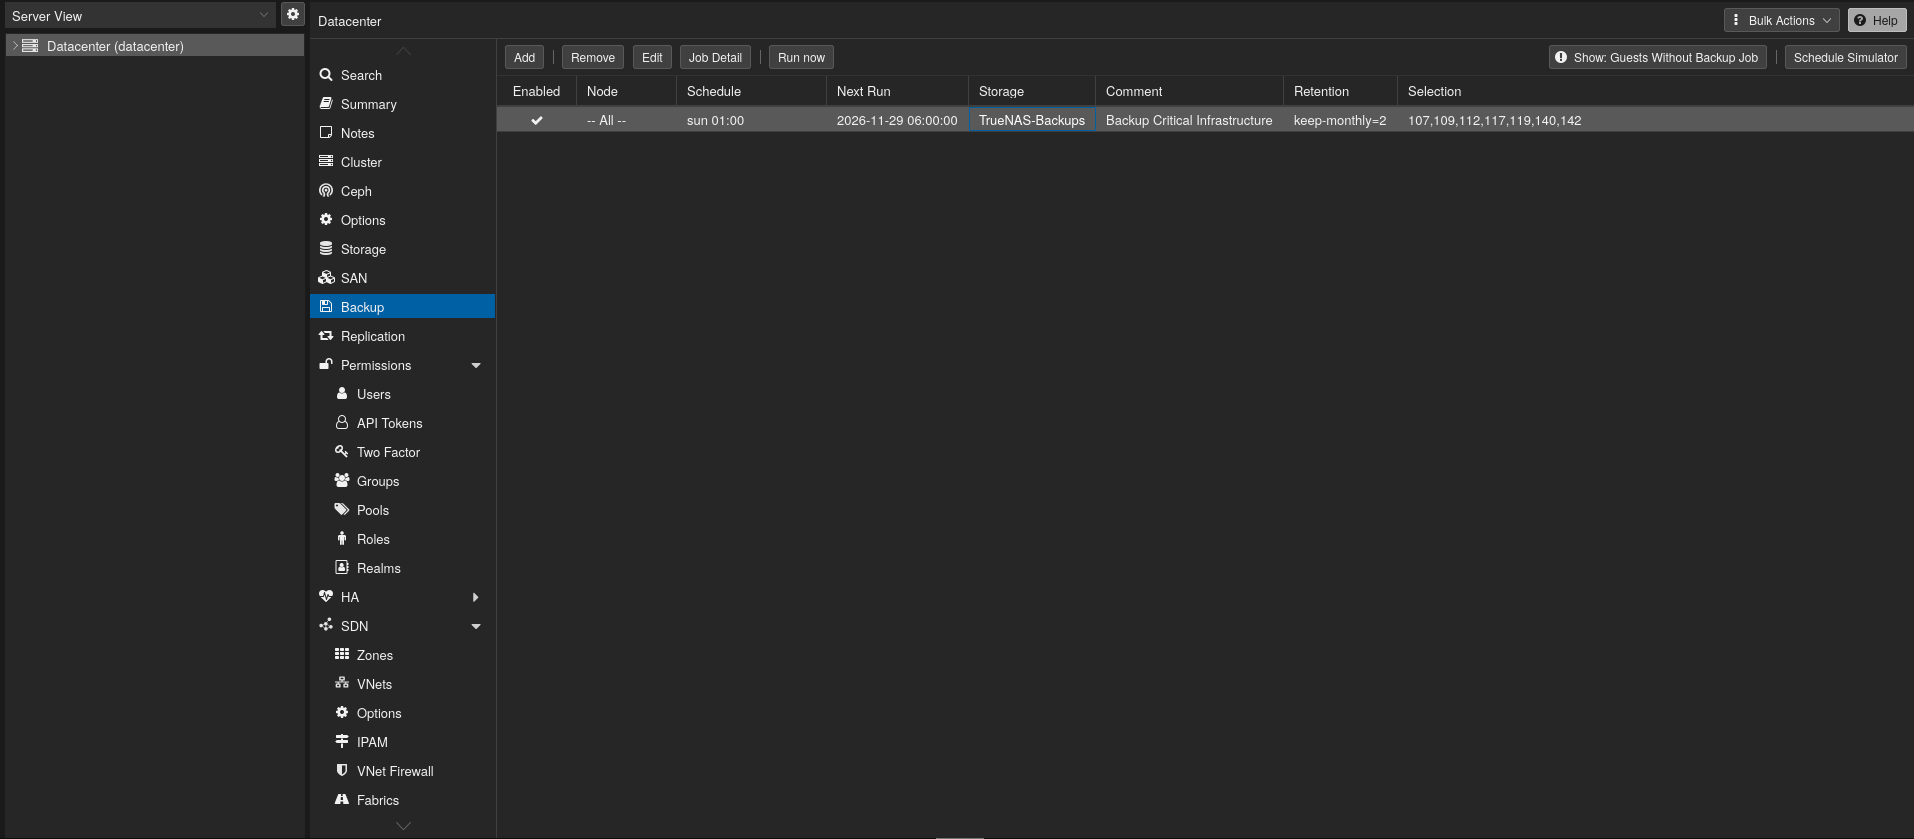 Server View
Datacenter (datacenter)
Datacenter
Bulk Actions
Help
Search
Summary
Notes
Cluster
Ceph
Options
Storage
SAN
Backup
Replication
Permissions
Users
API Tokens
Two Factor
Groups
Pools
Roles
Realms
HA
SDN
Zones
VNets
Options
IPAM
VNet Firewall
Fabrics
Add Remove Edit Job Detail Run now Show: Guests Without Backup Job Schedule Simulator
Enabled Node Schedule Next Run Storage Comment Retention Selection
-- All -- sun 01:00 2026-11-29 06:00:00 TrueNAS-Backups Backup Critical Infrastructure keep-monthly=2 107,109,112,117,119,140,142